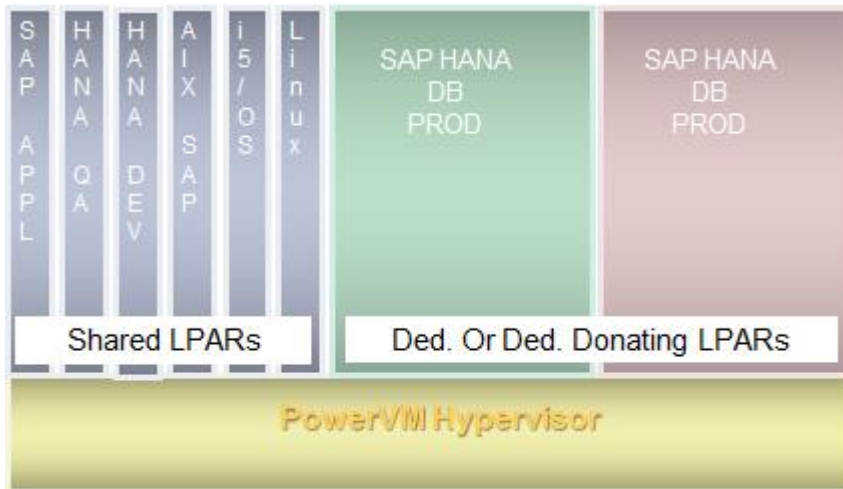 SAP APPL
HANA QA
HANA DEV
AIX SAP
i5/OS
Linux
SAP HANA
DB
PROD
SAP HANA
DB
PROD
Shared LPARs
Ded. Or Ded. Donating LPARs
PowerVM Hypervisor